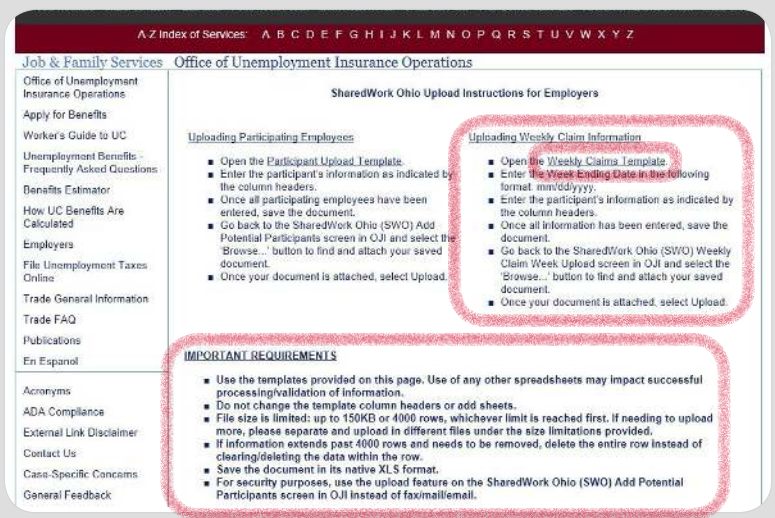 A-Z Index of Services: A B C D E F G H I J K L M N O P Q R S T U V W X Y Z
Job & Family Services
Office of Unemployment Insurance Operations
Office of Unemployment
Insurance Operations
Apply for Benefits
Worker's Guide to UC
Unemployment Benefits -
Frequently Asked Questions
Benefits Estimator
How UC Benefits Are
Calculated
Employers
File Unemployment Taxes
Online
Trade General Information
Trade FAQ
Publications
En Espanol
Acronyms
ADA Compliance
External Link Disclaimer
Contact Us
Case-Specific Concerns
General Feedback
SharedWork Ohio Upload Instructions for Employers
Uploading Participating Employees
■ Open the Participant Upload Template.
■ Enter the participant's information as indicated by
the column headers.
■ Once all participating employees have been
entered, save the document.
■ Go back to the SharedWork Ohio (SWO) Add
Potential Participants screen in OJI and select the
'Browse...' button to find and attach your saved
document.
■ Once your document is attached, select Upload.
Uploading Weekly Claim Information
■ Open the Weekly Claims Template.
■ Enter the Week Ending Date in the following
format: mm/dd/yyyy.
■ Enter the participant's information as indicated by
the column headers.
■ Once all information has been entered, save the
document.
■ Go back to the SharedWork Ohio (SWO) Weekly
Claim Week Upload screen in OJI and select the
'Browse...' button to find and attach your saved
document.
■ Once your document is attached, select Upload.
IMPORTANT REQUIREMENTS
■ Use the templates provided on this page. Use of any other spreadsheets may impact successful
processing/validation of information.
■ Do not change the template column headers or add sheets.
■ File size is limited: up to 150KB or 4000 rows, whichever limit is reached first. If needing to upload
more, please separate and upload in different files under the size limitations provided.
■ If information extends past 4000 rows and needs to be removed, delete the entire row instead of
clearing/deleting the data within the row.
■ Save the document in its native XLS format.
■ For security purposes, use the upload feature on the SharedWork Ohio (SWO) Add Potential
Participants screen in OJI instead of fax/mail/email.